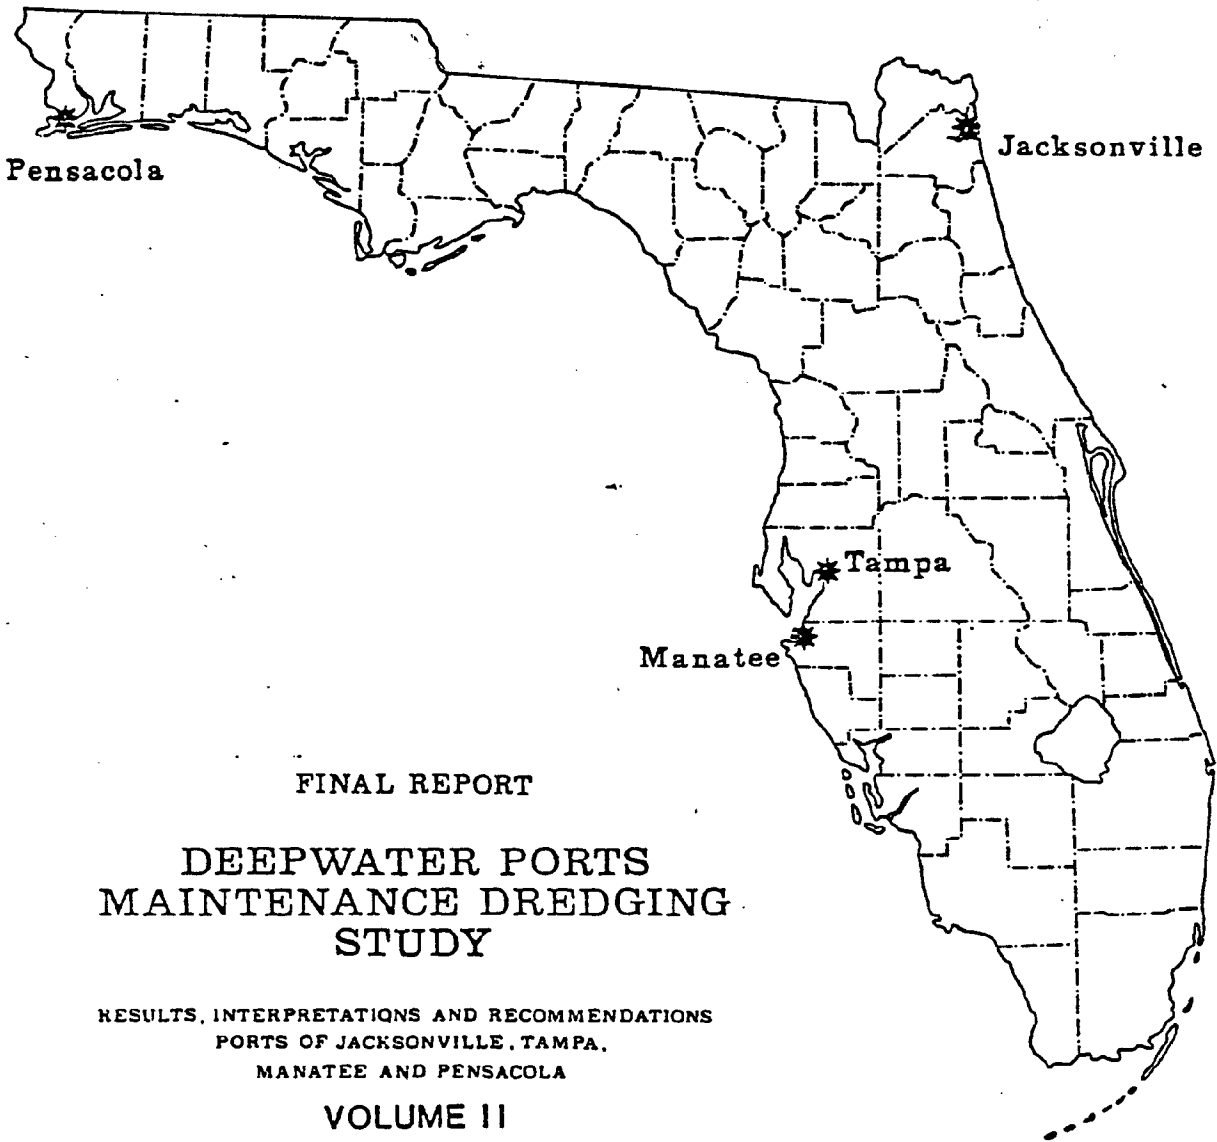 Pensacola
Jacksonville
Tampa
Manatee
FINAL REPORT
DEEPWATER PORTS
MAINTENANCE DREDGING
STUDY
RESULTS, INTERPRETATIONS AND RECOMMENDATIONS
PORTS OF JACKSONVILLE, TAMPA,
MANATEE AND PENSACOLA
VOLUME II